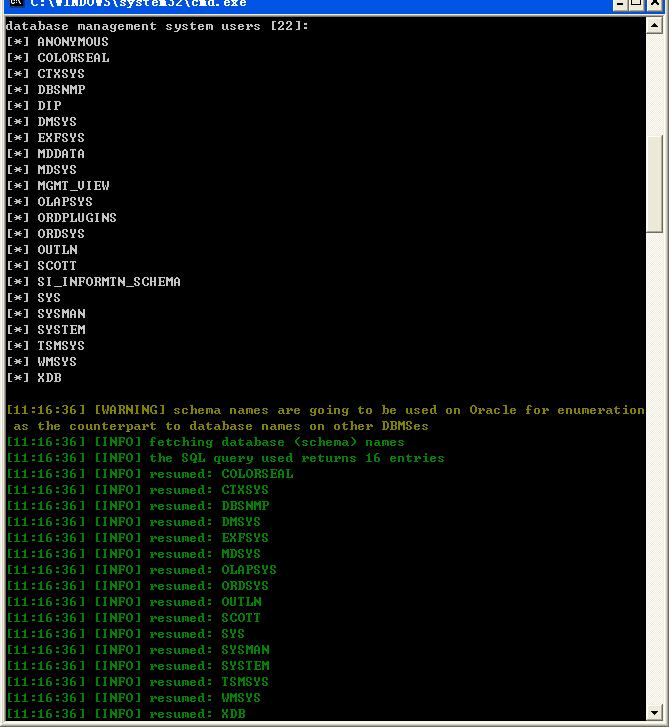 C:\WINDOWS\system32\cmd.exe
database management system users [22]:
[*] ANONYMOUS
[*] COLORSEAL
[*] CTXSYS
[*] DBSNMP
[*] DIP
[*] DMSYS
[*] EXFSYS
[*] MDDATA
[*] MDSYS
[*] MGMT_VIEW
[*] OLAPSYS
[*] ORDPLUGINS
[*] ORDSYS
[*] OUTLN
[*] SCOTT
[*] SI_INFORMTN_SCHEMA
[*] SYS
[*] SYSMAN
[*] SYSTEM
[*] TSMSYS
[*] WMSYS
[*] XDB
[11:16:36] [WARNING] schema names are going to be used on Oracle for enumeration
as the counterpart to database names on other DBMSes
[11:16:36] [INFO] fetching database (schema) names
[11:16:36] [INFO] the SQL query used returns 16 entries
[11:16:36] [INFO] resumed: COLORSEAL
[11:16:36] [INFO] resumed: CTXSYS
[11:16:36] [INFO] resumed: DBSNMP
[11:16:36] [INFO] resumed: DMSYS
[11:16:36] [INFO] resumed: EXFSYS
[11:16:36] [INFO] resumed: MDSYS
[11:16:36] [INFO] resumed: OLAPSYS
[11:16:36] [INFO] resumed: ORDSYS
[11:16:36] [INFO] resumed: OUTLN
[11:16:36] [INFO] resumed: SCOTT
[11:16:36] [INFO] resumed: SYS
[11:16:36] [INFO] resumed: SYSMAN
[11:16:36] [INFO] resumed: SYSTEM
[11:16:36] [INFO] resumed: TSMSYS
[11:16:36] [INFO] resumed: WMSYS
[11:16:36] [INFO] resumed: XDB